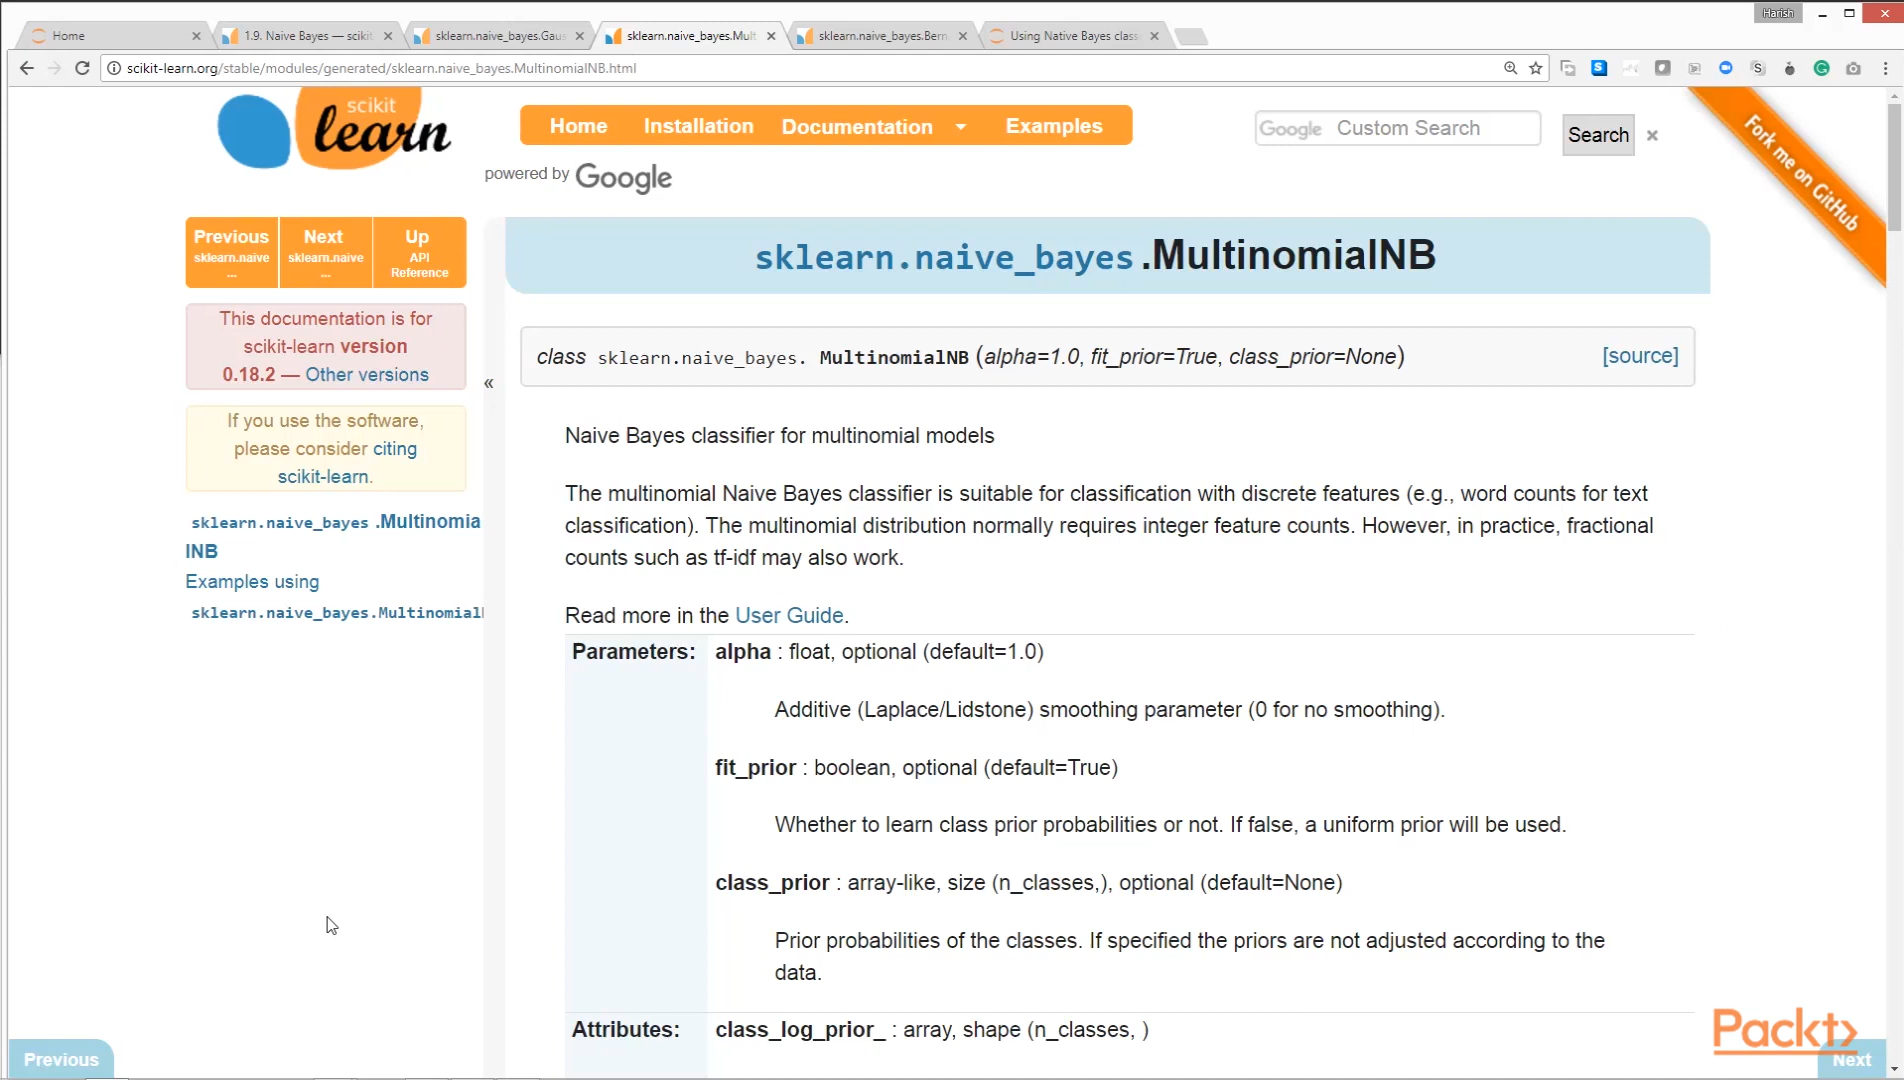 Harish
Home
1.9. Naive Bayes — scikit
sklearn.naive_bayes.Gaus
sklearn.naive_bayes.Mult
sklearn.naive_bayes.Bern
Using Native Bayes class
scikit-learn.org/stable/modules/generated/sklearn.naive_bayes.MultinomialNB.html
scikit
learn
Home Installation Documentation Examples
Google Custom Search
Search ×
powered by Google
Fork me on GitHub
Previous Next Up
sklearn.naive sklearn.naive API
... ... Reference
This documentation is for
scikit-learn version
0.18.2 — Other versions
If you use the software,
please consider citing
scikit-learn.
sklearn.naive_bayes .Multinomia
lNB
Examples using
sklearn.naive_bayes.Multinomial
«
sklearn.naive_bayes.MultinomialNB
class sklearn.naive_bayes. MultinomialNB (alpha=1.0, fit_prior=True, class_prior=None) [source]
Naive Bayes classifier for multinomial models
The multinomial Naive Bayes classifier is suitable for classification with discrete features (e.g., word counts for text
classification). The multinomial distribution normally requires integer feature counts. However, in practice, fractional
counts such as tf-idf may also work.
Read more in the User Guide.
Parameters: alpha : float, optional (default=1.0)
Additive (Laplace/Lidstone) smoothing parameter (0 for no smoothing).
fit_prior : boolean, optional (default=True)
Whether to learn class prior probabilities or not. If false, a uniform prior will be used.
class_prior : array-like, size (n_classes,), optional (default=None)
Prior probabilities of the classes. If specified the priors are not adjusted according to the
data.
Attributes: class_log_prior_ : array, shape (n_classes, )
Packt>
Previous
Next